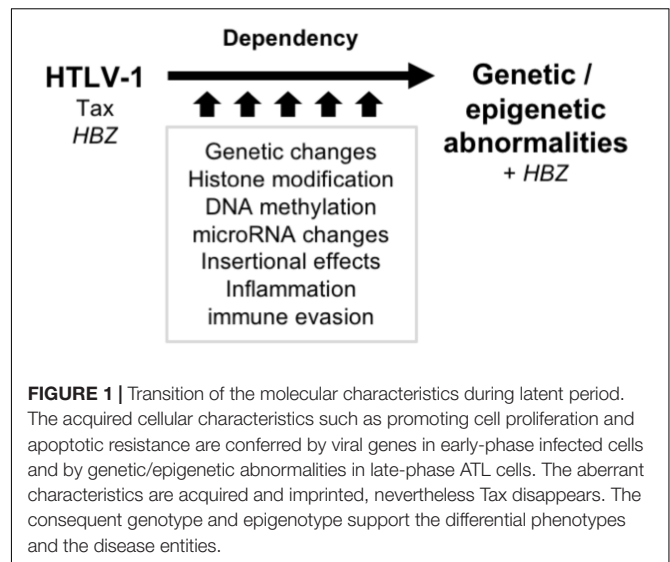 Dependency
HTLV-1
Tax
HBZ
Genetic /
epigenetic
abnormalities
+ HBZ
Genetic changes
Histone modification
DNA methylation
microRNA changes
Insertional effects
Inflammation
immune evasion
FIGURE 1 | Transition of the molecular characteristics during latent period.
The acquired cellular characteristics such as promoting cell proliferation and
apoptotic resistance are conferred by viral genes in early-phase infected cells
and by genetic/epigenetic abnormalities in late-phase ATL cells. The aberrant
characteristics are acquired and imprinted, nevertheless Tax disappears. The
consequent genotype and epigenotype support the differential phenotypes
and the disease entities.